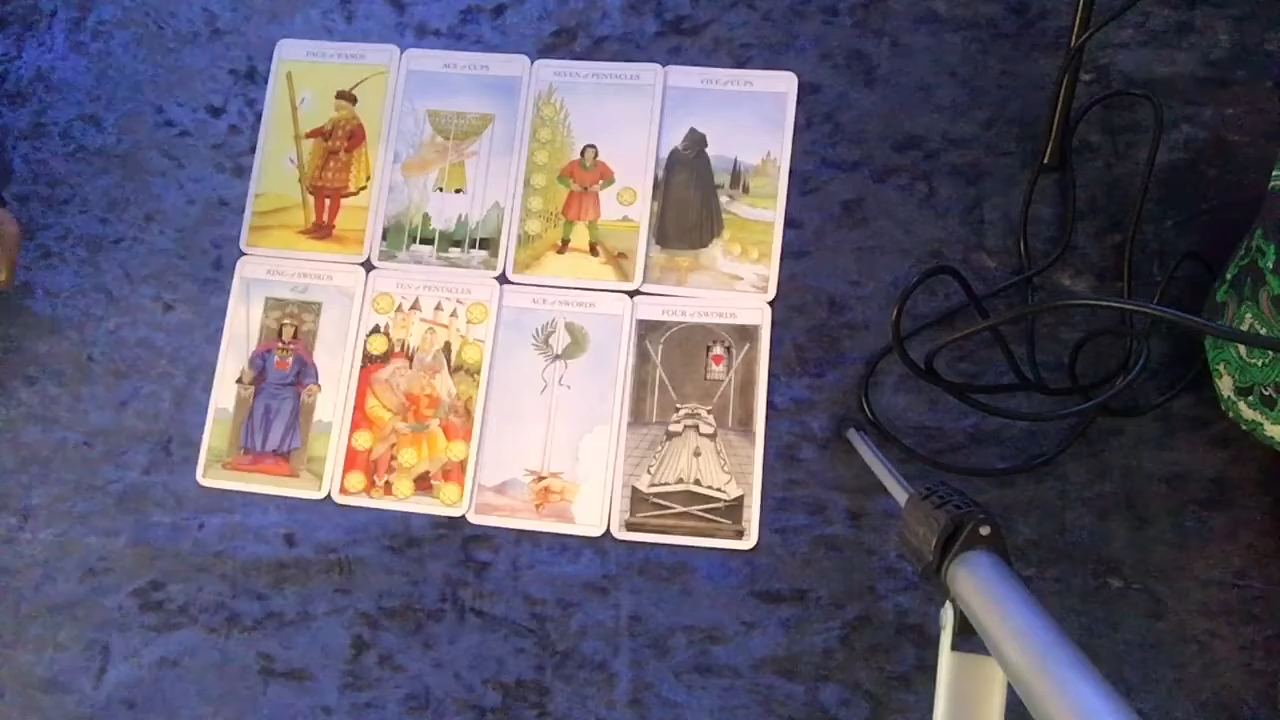 PAGE of WANDS
ACE of CUPS
SEVEN of PENTACLES
FIVE of CUPS
KING of SWORDS
TEN of PENTACLES
ACE of SWORDS
FOUR of SWORDS